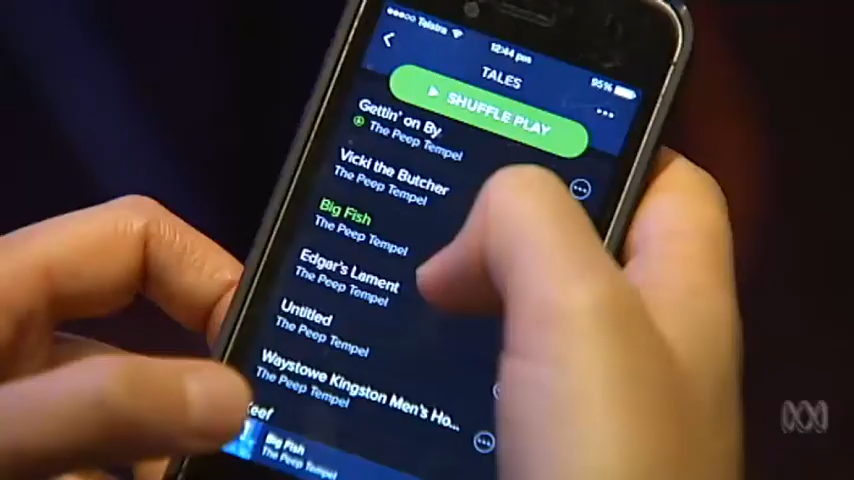 Telstra
12:44 pm
95%
TALES
SHUFFLE PLAY
Gettin' on By
The Peep Tempel
Vicki the Butcher
The Peep Tempel
Big Fish
The Peep Tempel
Edgar's Lament
The Peep Tempel
Untitled
The Peep Tempel
Waystowe Kingston Men's Ho...
The Peep Tempel
eef
Big Fish
The Peep Tempel